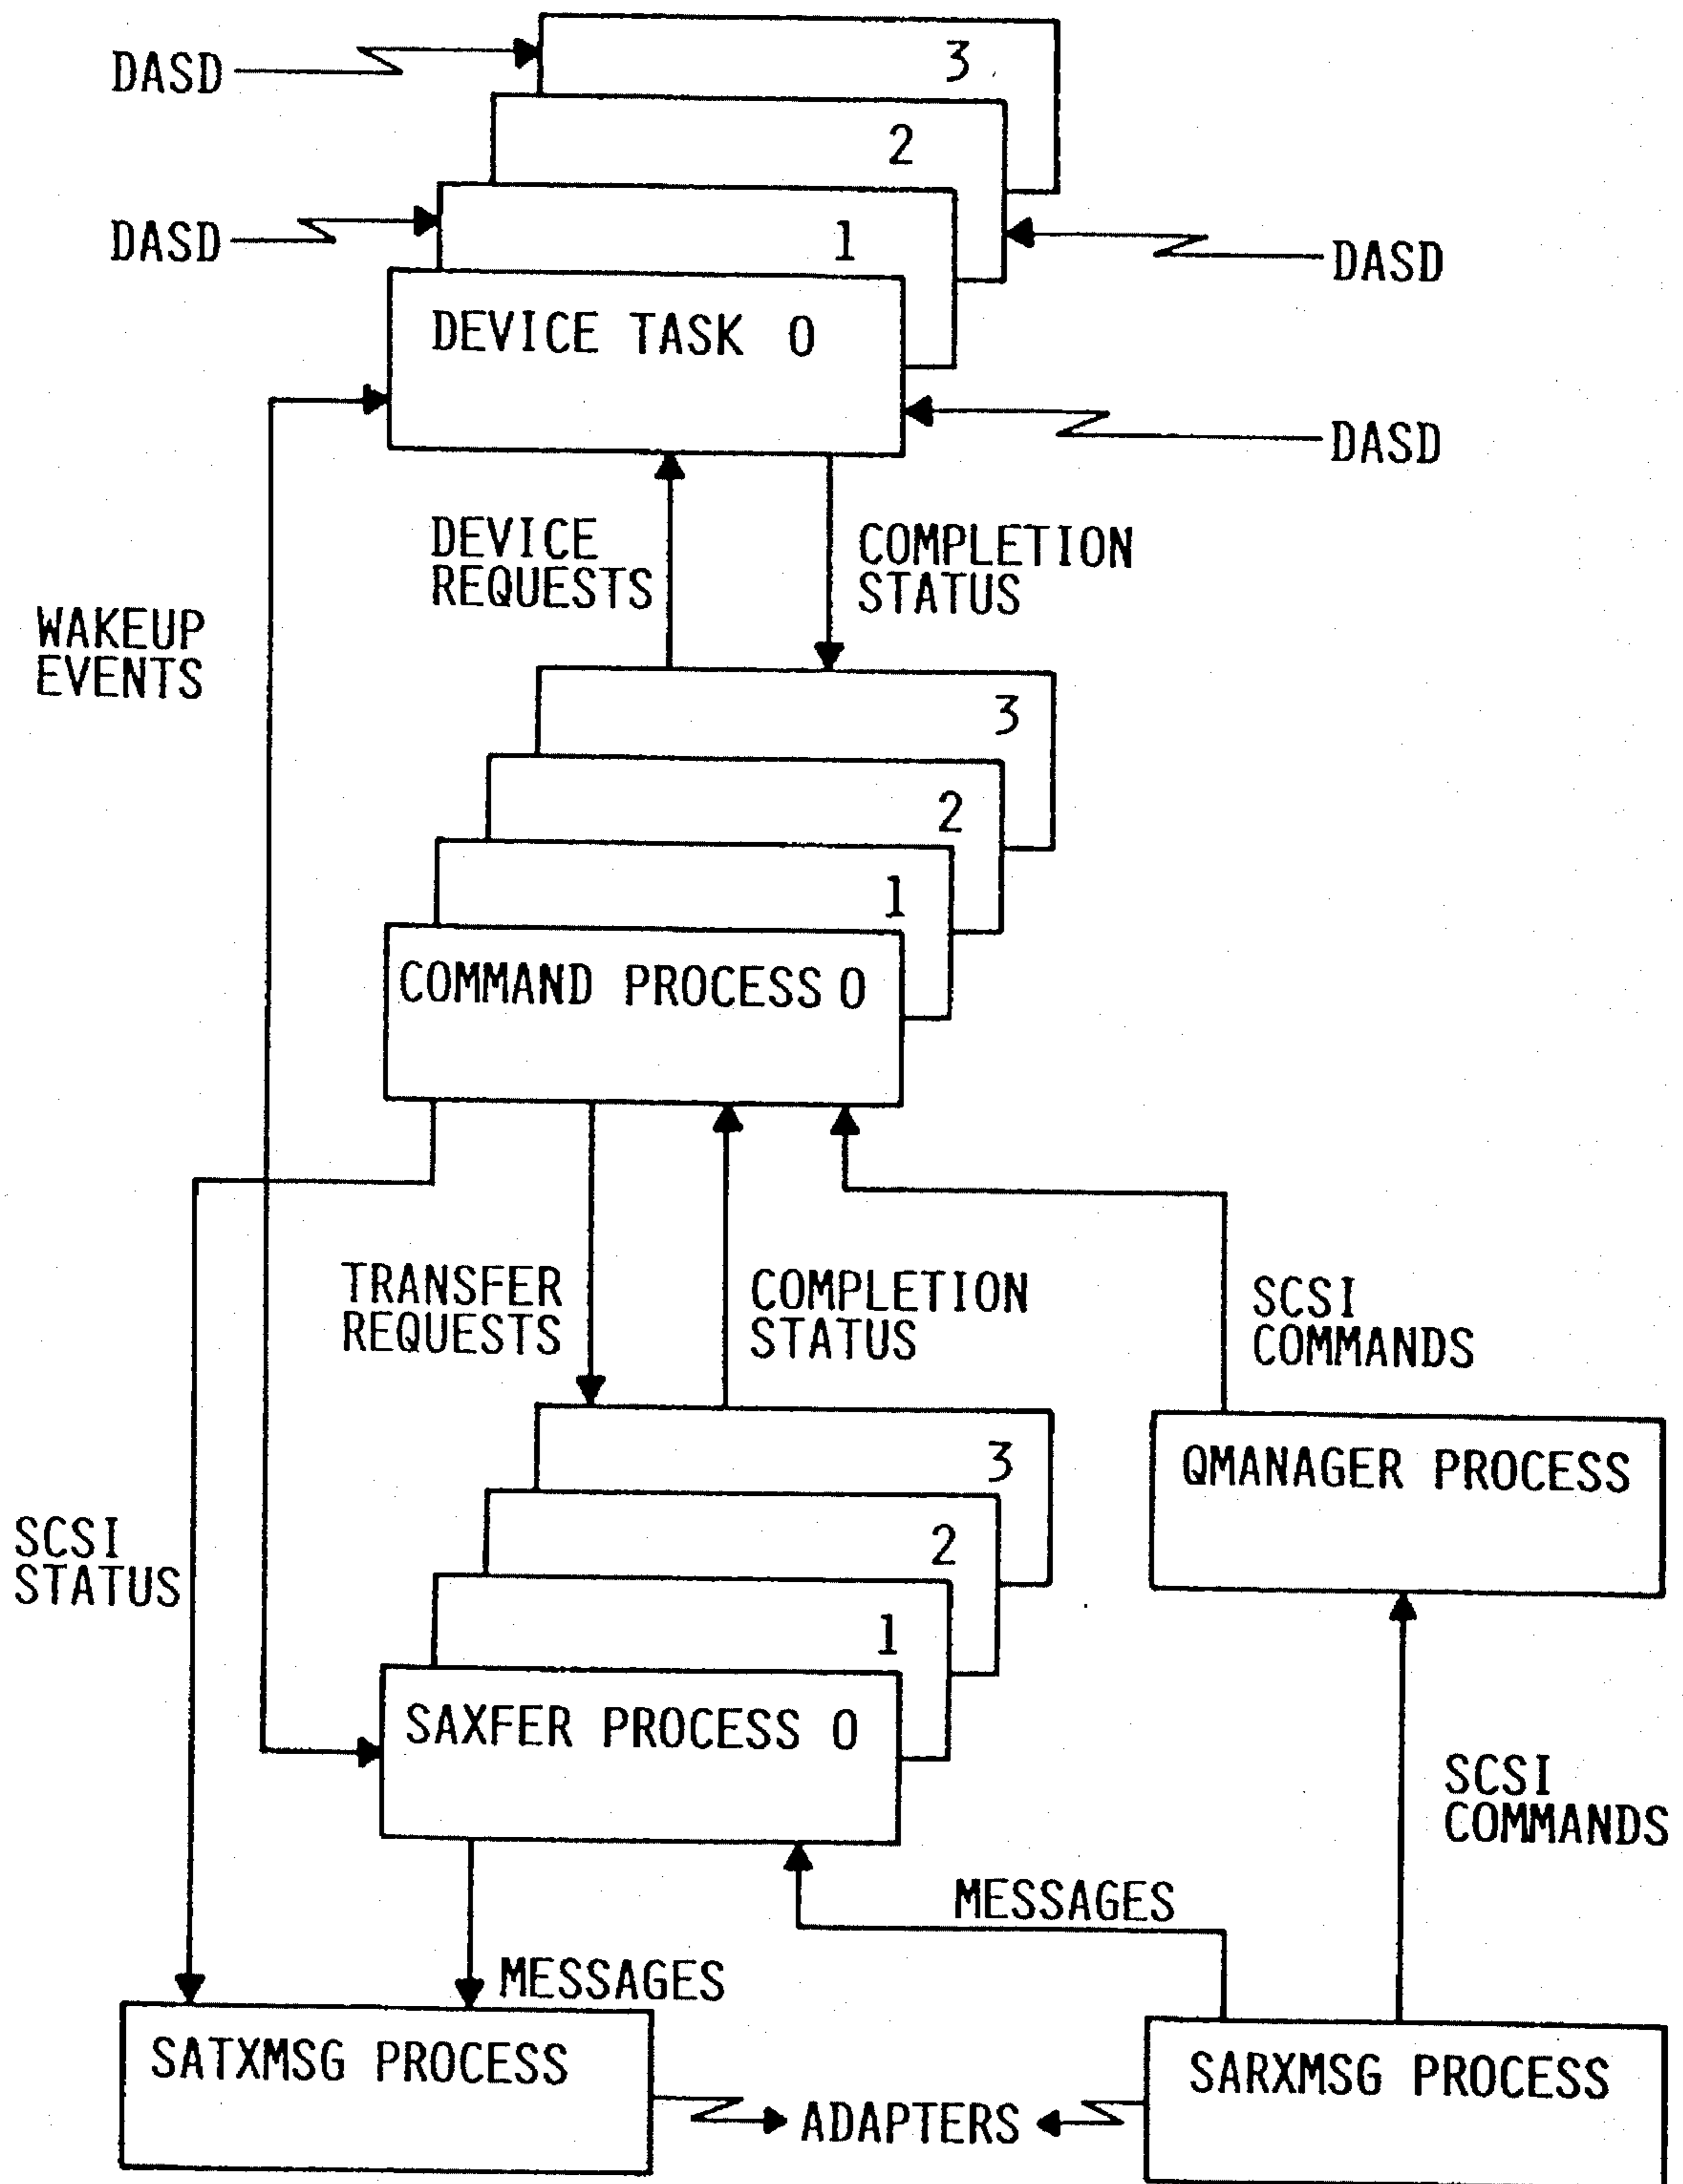 3
DASD
2
DASD
1
DASD
DEVICE TASK 0
DASD
DEVICE
REQUESTS
COMPLETION
STATUS
WAKEUP
EVENTS
3
2
1
COMMAND PROCESS 0
TRANSFER
REQUESTS
COMPLETION
STATUS
SCSI
COMMANDS
3
QMANAGER PROCESS
SCSI
STATUS
2
1
SAXFER PROCESS 0
SCSI
COMMANDS
MESSAGES
MESSAGES
SATXMSG PROCESS
SARXMSG PROCESS
ADAPTERS